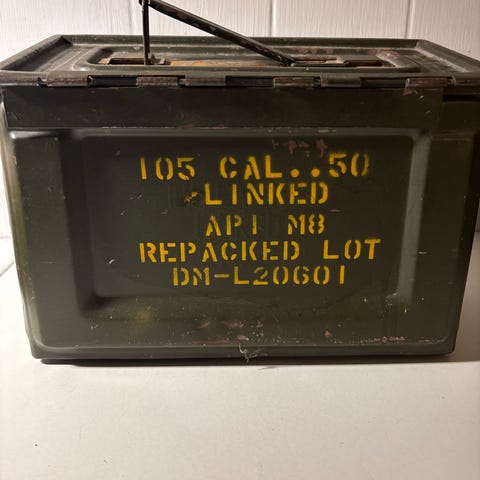 105 CAL..50
LINKED
API M8
REPACKED LOT
DM-L20601